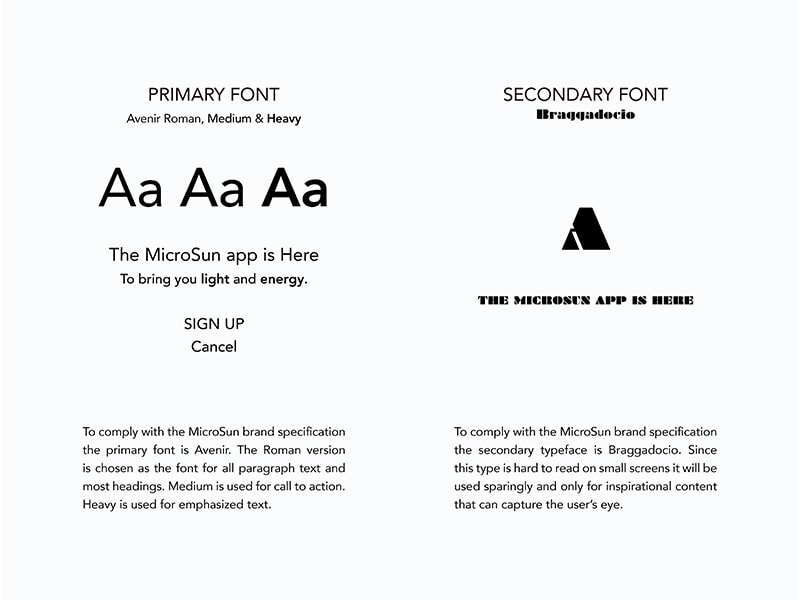 PRIMARY FONT
Avenir Roman, Medium & Heavy
Aa Aa Aa
The MicroSun app is Here
To bring you light and energy.
SIGN UP
Cancel
To comply with the MicroSun brand specification
the primary font is Avenir. The Roman version
is chosen as the font for all paragraph text and
most headings. Medium is used for call to action.
Heavy is used for emphasized text.
SECONDARY FONT
Braggadocio
A
THE MICROSUN APP IS HERE
To comply with the MicroSun brand specification
the secondary typeface is Braggadocio. Since
this type is hard to read on small screens it will be
used sparingly and only for inspirational content
that can capture the user's eye.